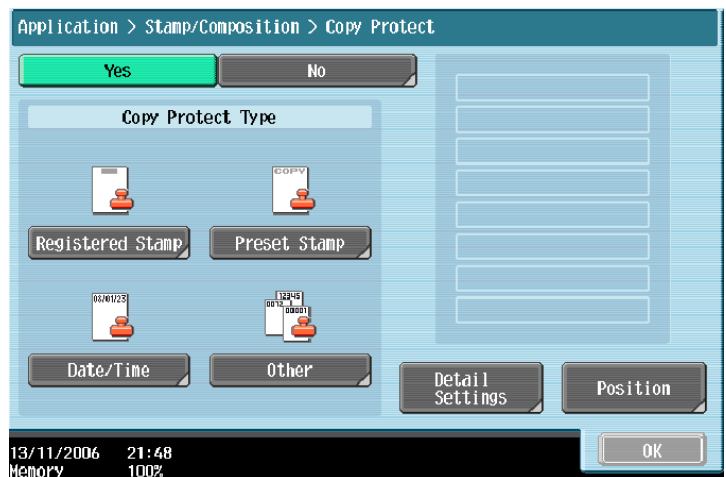 Application > Stamp/Composition > Copy Protect
Yes
No
Copy Protect Type
COPY
Registered Stamp
Preset Stamp
08/01/23
12345
0012
00001
Date/Time
Other
Detail
Settings
Position
13/11/2006 21:48
Memory 100%
OK